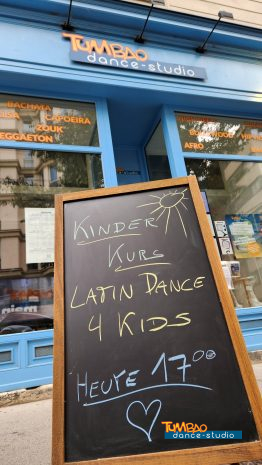 TUMBAO
dance-studio
BACHATA
CAPOEIRA
ZOUK
REGGAETON
AFRO
KINDER
KURS
LATIN DANCE
4 KIDS
HEUTE 17⁰⁰
TUMBAO
dance-studio